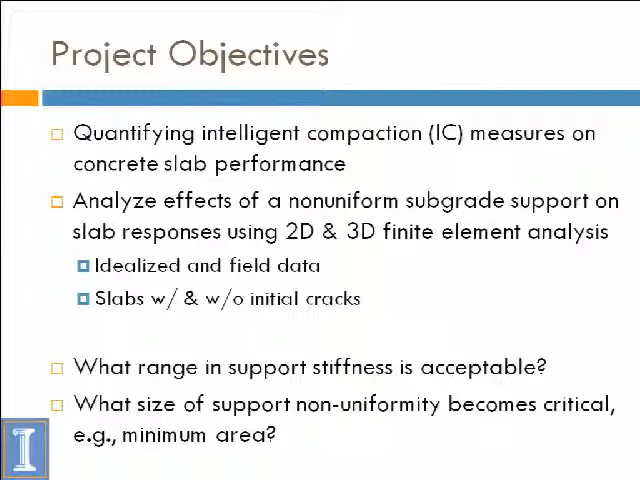 Project Objectives
Quantifying intelligent compaction (IC) measures on
concrete slab performance
Analyze effects of a nonuniform subgrade support on
slab responses using 2D & 3D finite element analysis
Idealized and field data
Slabs w/ & w/o initial cracks
What range in support stiffness is acceptable?
What size of support non-uniformity becomes critical,
e.g., minimum area?
I